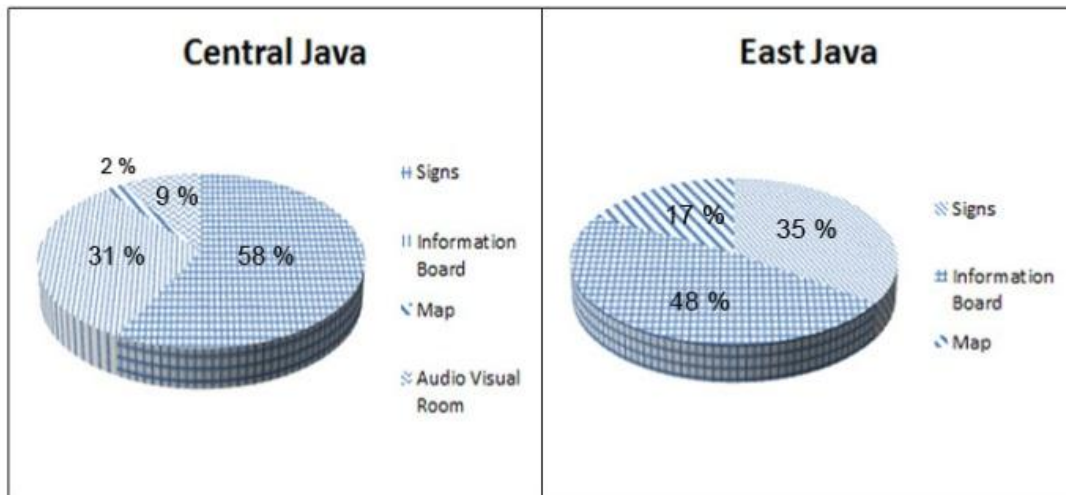 Central Java
2 %
9 %
31 %
58 %
Signs
Information
Board
Map
Audio Visual
Room
East Java
17 %
35 %
48 %
Signs
Information
Board
Map